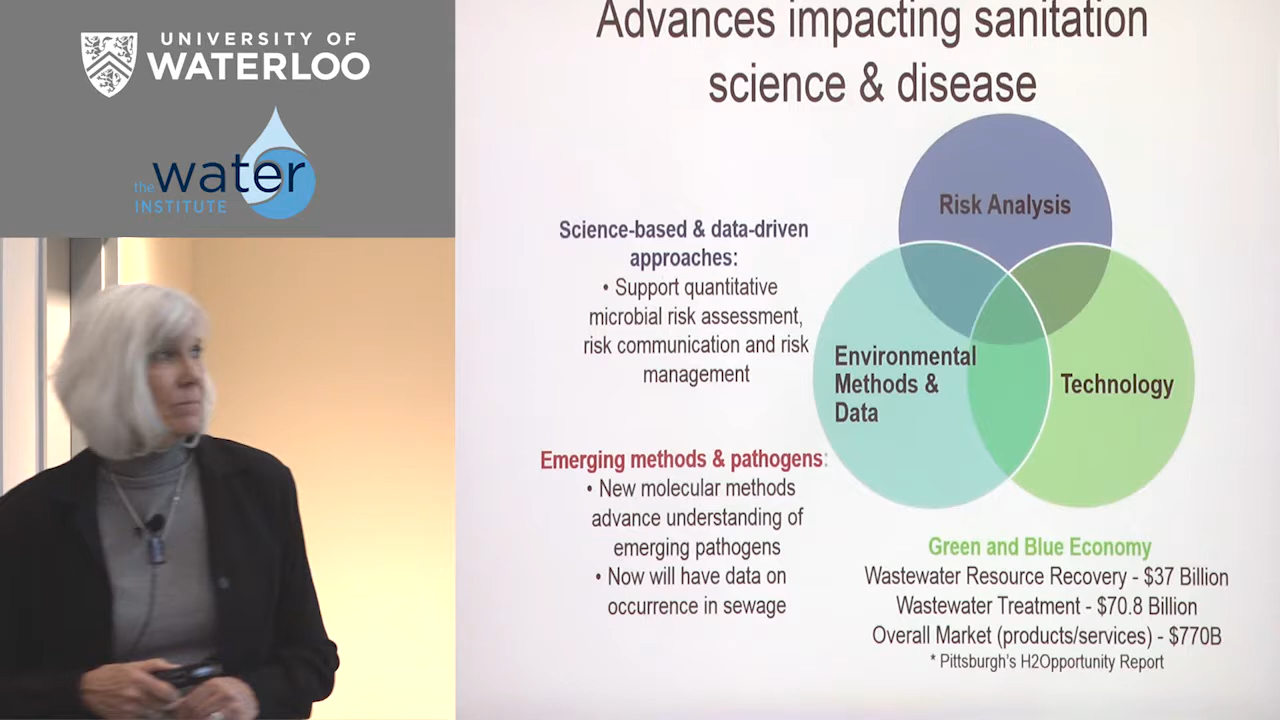 UNIVERSITY OF
WATERLOO
the water
INSTITUTE
Advances impacting sanitation
science & disease
Science-based & data-driven
approaches:
• Support quantitative
microbial risk assessment,
risk communication and risk
management
Emerging methods & pathogens:
• New molecular methods
advance understanding of
emerging pathogens
• Now will have data on
occurrence in sewage
Risk Analysis
Environmental
Methods &
Data
Technology
Green and Blue Economy
Wastewater Resource Recovery - $37 Billion
Wastewater Treatment - $70.8 Billion
Overall Market (products/services) - $770B
* Pittsburgh's H2Opportunity Report